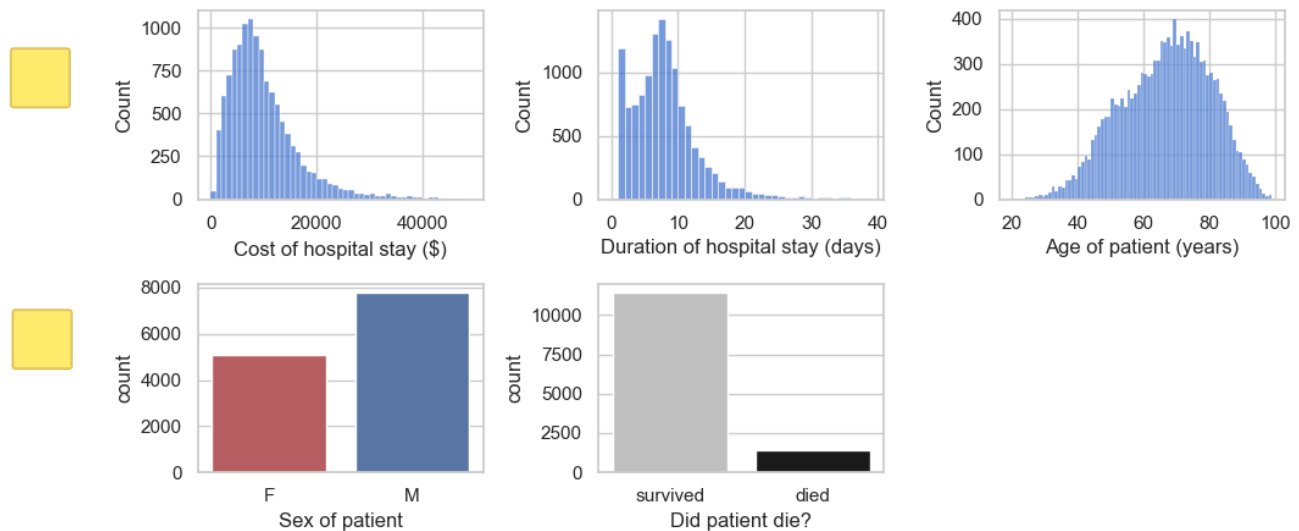 Count
1000
750
500
250
0
0
20000
40000
Cost of hospital stay ($)
Count
1000
500
0
0
10
20
30
40
Duration of hospital stay (days)
Count
400
300
200
100
0
20
40
60
80
100
Age of patient (years)
count
8000
6000
4000
2000
0
F
M
Sex of patient
count
10000
7500
5000
2500
0
survived
died
Did patient die?